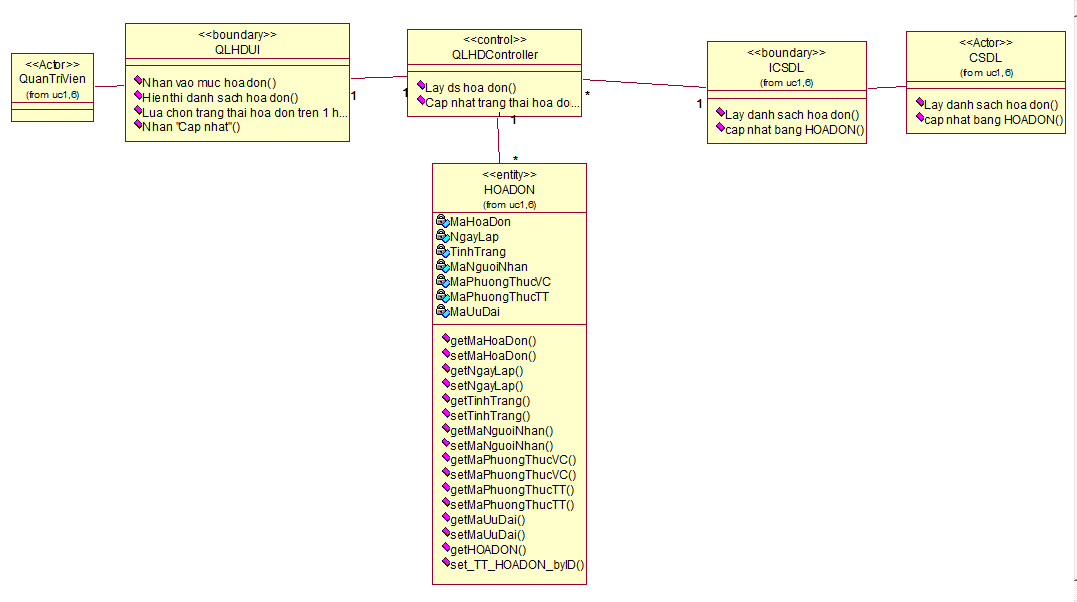 <<Actor>>
QuanTriVien
(from uc1,6)
<<boundary>>
QLHDUI
Nhan vao muc hoa don()
Hien thi danh sach hoa don()
Lua chon trang thai hoa don tren 1 h...
Nhan "Cap nhat"()
1
1
<<control>>
QLHDController
Lay ds hoa don()
Cap nhat trang thai hoa do...
1
*
*
1
<<boundary>>
ICSDL
(from uc1,6)
Lay danh sach hoa don()
cap nhat bang HOADON()
<<Actor>>
CSDL
(from uc1,6)
Lay danh sach hoa don()
cap nhat bang HOADON()
<<entity>>
HOADON
(from uc1,6)
MaHoaDon
NgayLap
TinhTrang
MaNguoiNhan
MaPhuongThucVC
MaPhuongThucTT
MaUuDai
getMaHoaDon()
setMaHoaDon()
getNgayLap()
setNgayLap()
getTinhTrang()
setTinhTrang()
getMaNguoiNhan()
setMaNguoiNhan()
getMaPhuongThucVC()
setMaPhuongThucVC()
getMaPhuongThucTT()
setMaPhuongThucTT()
getMaUuDai()
setMaUuDai()
getHOADON()
set_TT_HOADON_byID()